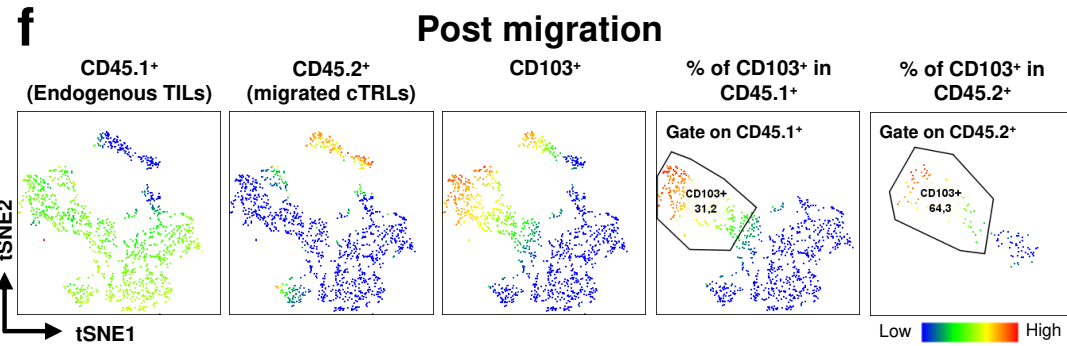 f
Post migration
CD45.1⁺
(Endogenous TILs)
CD45.2⁺
(migrated cTRLs)
CD103⁺
% of CD103⁺ in
CD45.1⁺
% of CD103⁺ in
CD45.2⁺
Gate on CD45.1⁺
CD103+
31,2
Gate on CD45.2⁺
CD103+
64,3
tSNE2
tSNE1
Low
High